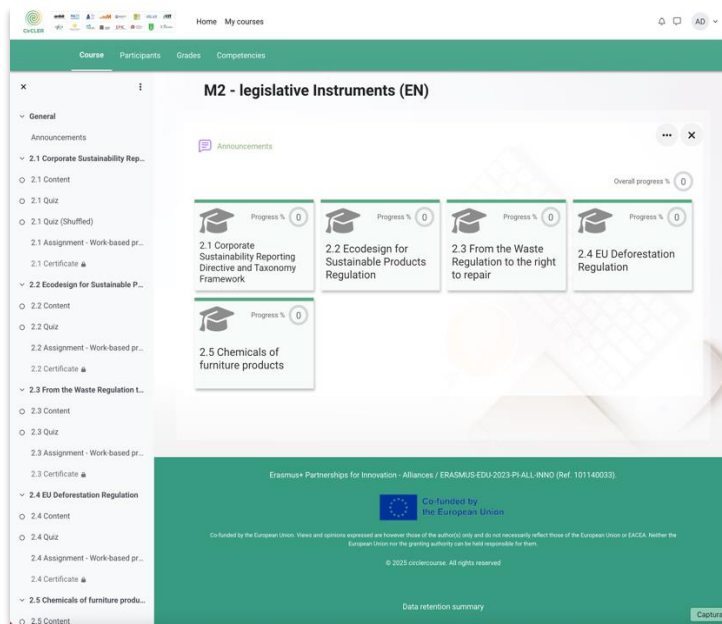 CirCLER
Home My courses
AD
Course Participants Grades Competencies
General
Announcements
2.1 Corporate Sustainability Rep...
2.1 Content
2.1 Quiz
2.1 Quiz (Shuffled)
2.1 Assignment - Work-based pr...
2.1 Certificate
2.2 Ecodesign for Sustainable P...
2.2 Content
2.2 Quiz
2.2 Assignment - Work-based pr...
2.2 Certificate
2.3 From the Waste Regulation t...
2.3 Content
2.3 Quiz
2.3 Assignment - Work-based pr...
2.3 Certificate
2.4 EU Deforestation Regulation
2.4 Content
2.4 Quiz
2.4 Assignment - Work-based pr...
2.4 Certificate
2.5 Chemicals of furniture produ...
2.5 Content
M2 - legislative Instruments (EN)
Announcements
Overall progress % 0
Progress % 0
2.1 Corporate
Sustainability Reporting
Directive and Taxonomy
Framework
Progress % 0
2.2 Ecodesign for
Sustainable Products
Regulation
Progress % 0
2.3 From the Waste
Regulation to the right
to repair
Progress % 0
2.4 EU Deforestation
Regulation
Progress % 0
2.5 Chemicals of
furniture products
Erasmus+ Partnerships for Innovation - Alliances / ERASMUS-EDU-2023-PI-ALL-INNO (Ref. 101140033).
Co-funded by
the European Union
Co-funded by the European Union. Views and opinions expressed are however those of the author(s) only and do not necessarily reflect those of the European Union or EACEA. Neither the
European Union nor the granting authority can be held responsible for them.
© 2025 circlercourse. All rights reserved
Data retention summary
Captura